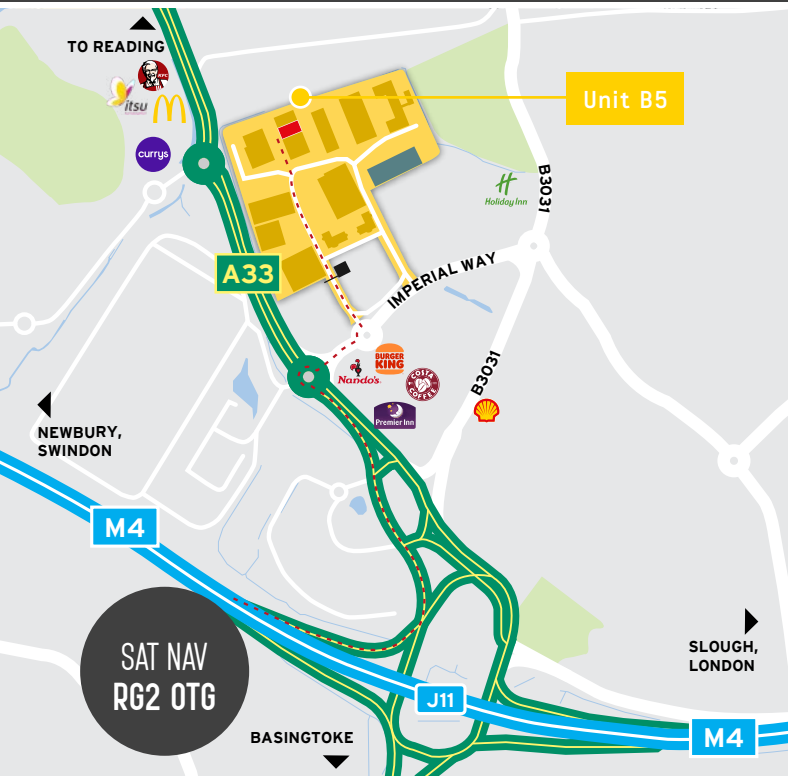 TO READING
KFC
itsu
currys
Unit B5
Holiday Inn
B3031
A33
IMPERIAL WAY
BURGER
KING
Nando's
COSTA
COFFEE
B3031
Premier Inn
NEWBURY,
SWINDON
M4
SAT NAV
RG2 0TG
SLOUGH,
LONDON
J11
M4
BASINGTOKE